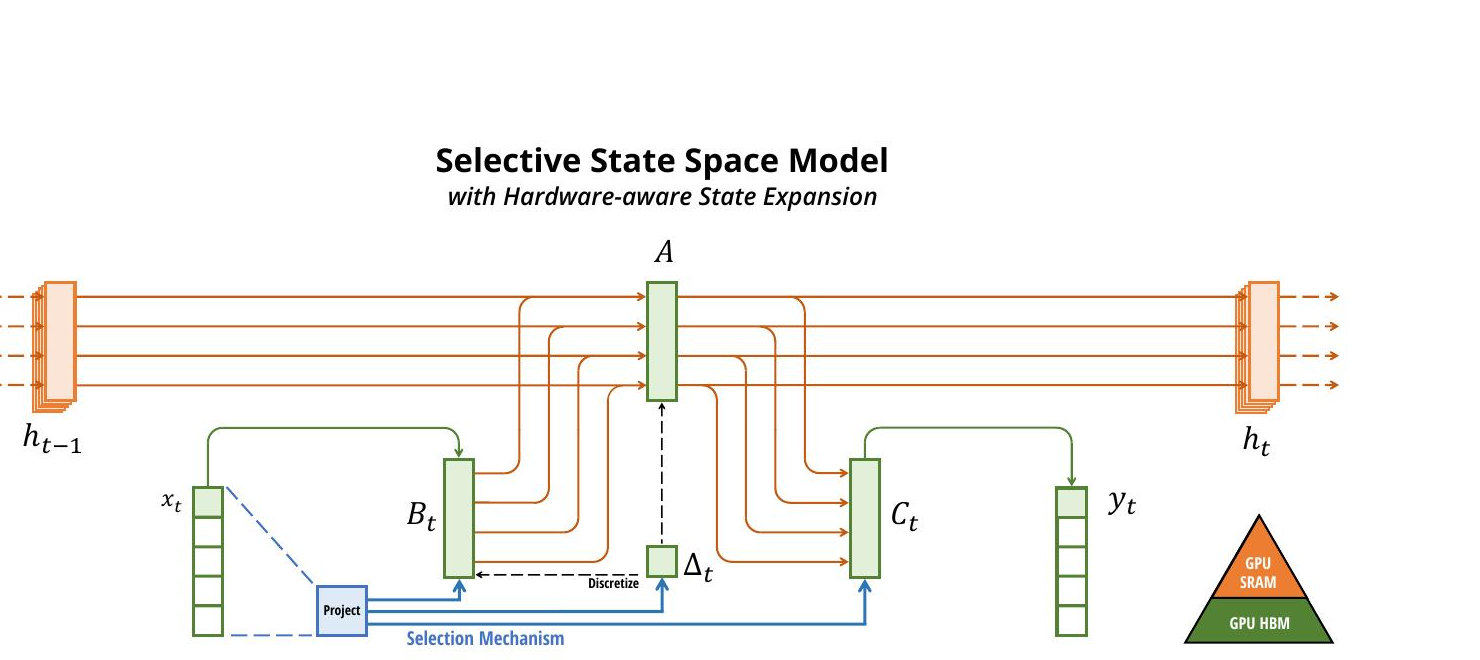 Selective State Space Model
with Hardware-aware State Expansion
A
h_{t-1}
h_t
x_t
B_t
C_t
y_t
Δ_t
Discretize
Project
Selection Mechanism
GPU
SRAM
GPU HBM